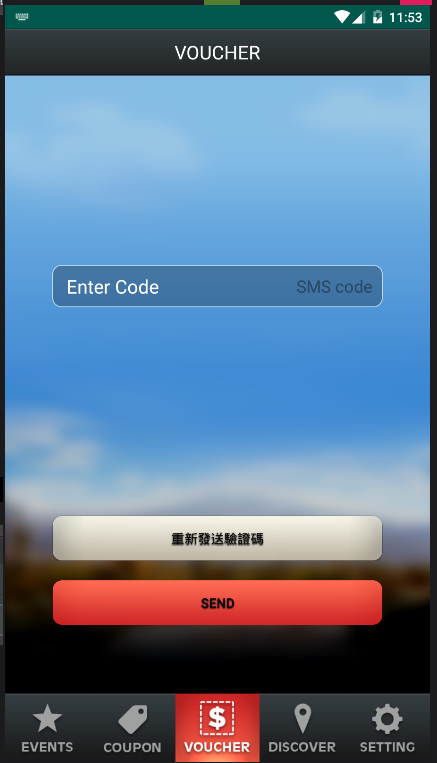 11:53
VOUCHER
Enter Code SMS code
重新發送驗證碼
SEND
EVENTS COUPON VOUCHER DISCOVER SETTING